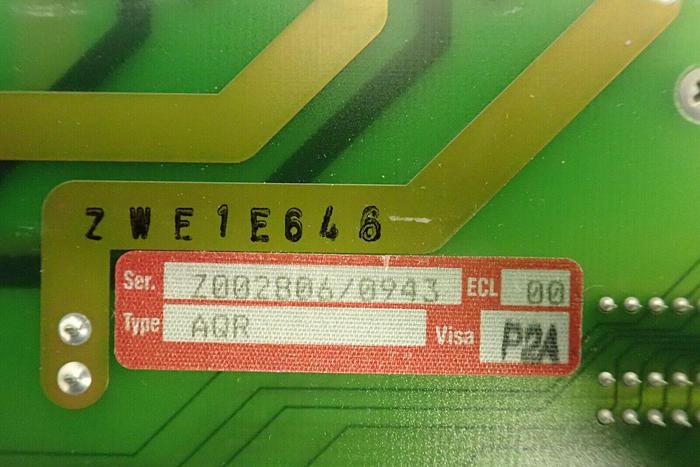 ZWE1E646
Ser. Z002806/0943 ECL 00
Type AQR Visa P2A